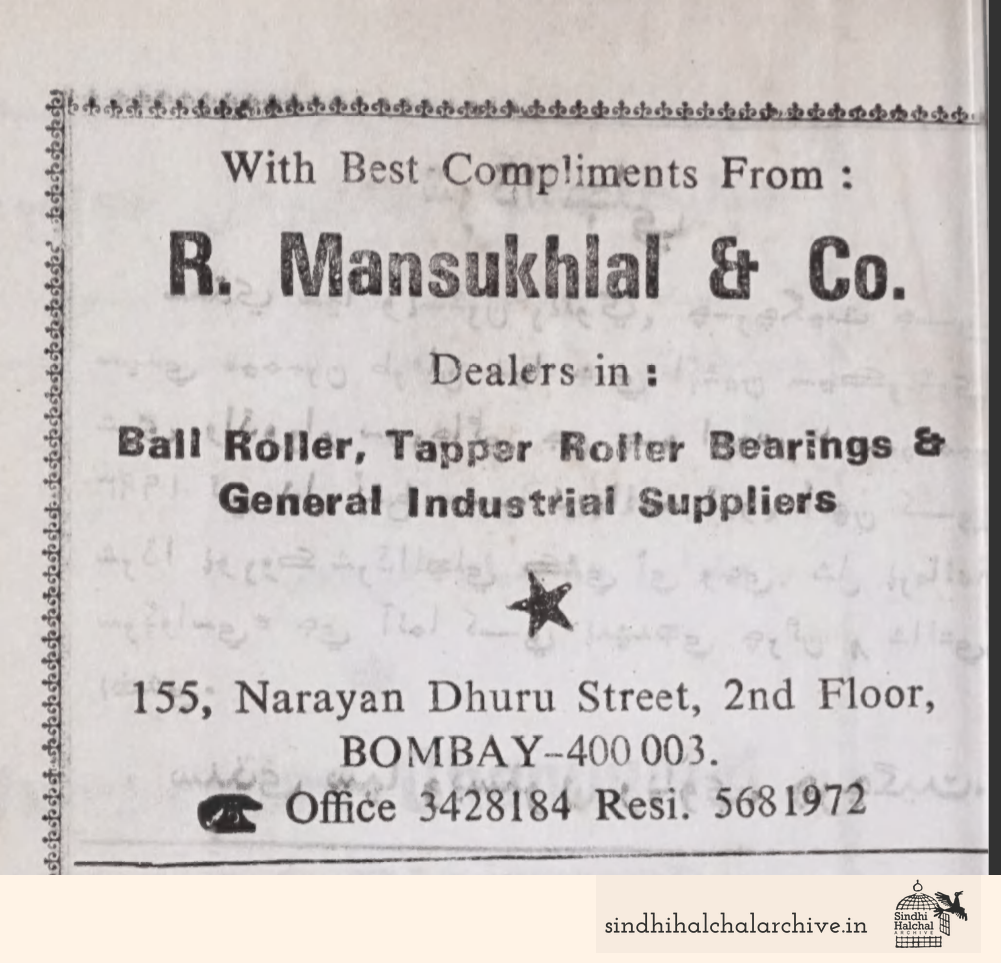 With Best Compliments From :
R. Mansukhlal & Co.
Dealers in :
Ball Roller, Tapper Roller Bearings &
General Industrial Suppliers
155, Narayan Dhuru Street, 2nd Floor,
BOMBAY-400 003.
Office 3428184 Resi. 5681972
sindhihalchalarchive.in
Sindhi
Halchal
ARCHIVE